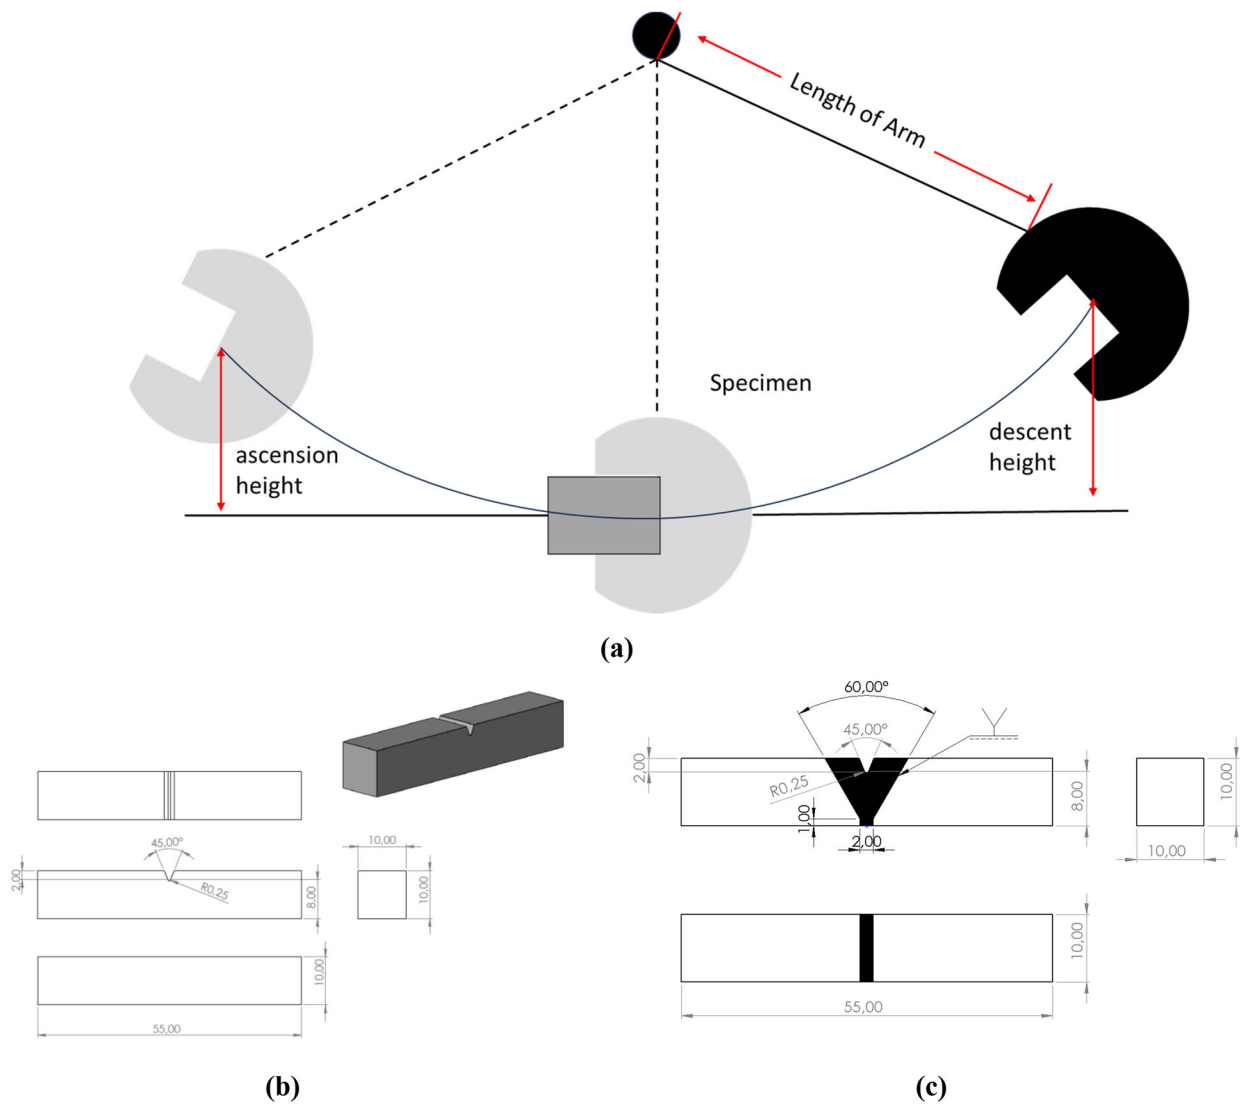 Length of Arm
Specimen
ascension
height
descent
height
(a)
60,00°
45,00°
2,00
R0,25
1,00
2,00
8,00
10,00
10,00
45,00°
2,00
R0,25
8,00
10,00
10,00
10,00
55,00
10,00
55,00
(b)
(c)